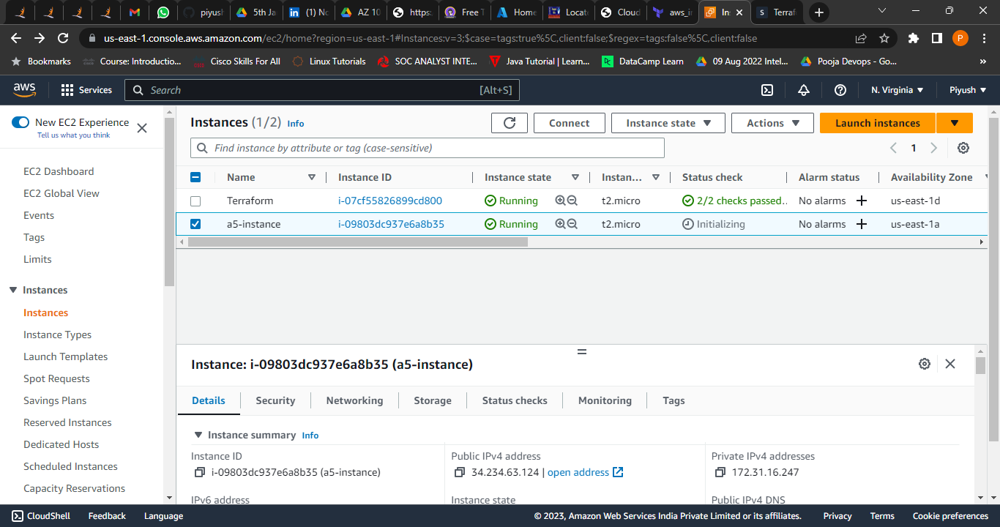 piyush
5th Ja
(1) No
AZ 10
https:
Free T
Home
Locat
Cloud
aws_ir
In
Terraf
us-east-1.console.aws.amazon.com/ec2/home?region=us-east-1#Instances:v=3;$case=tags:true%5C,client:false;$regex=tags:false%5C,client:false
P
Bookmarks
Course: Introductio...
Cisco Skills For All
Linux Tutorials
SOC ANALYST INTE...
Java Tutorial | Learn...
DataCamp Learn
09 Aug 2022 Intel...
Pooja Devops - Go...
aws
Services
Search
[Alt+S]
N. Virginia
Piyush
New EC2 Experience
Tell us what you think
EC2 Dashboard
EC2 Global View
Events
Tags
Limits
Instances
Instances
Instance Types
Launch Templates
Spot Requests
Savings Plans
Reserved Instances
Dedicated Hosts
Scheduled Instances
Capacity Reservations
Instances (1/2) Info
Connect
Instance state
Actions
Launch instances
Find instance by attribute or tag (case-sensitive)
1
Name Instance ID Instance state Instan... Status check Alarm status Availability Zone
Terraform i-07cf55826899cd800 Running t2.micro 2/2 checks passed.. No alarms + us-east-1d
a5-instance i-09803dc937e6a8b35 Running t2.micro Initializing No alarms + us-east-1a
Instance: i-09803dc937e6a8b35 (a5-instance)
Details Security Networking Storage Status checks Monitoring Tags
Instance summary Info
Instance ID
i-09803dc937e6a8b35 (a5-instance)
Public IPv4 address
34.234.63.124 | open address
Private IPv4 addresses
172.31.16.247
IPv6 address
Instance state
Public IPv4 DNS
CloudShell
Feedback
Language
© 2023, Amazon Web Services India Private Limited or its affiliates.
Privacy
Terms
Cookie preferences